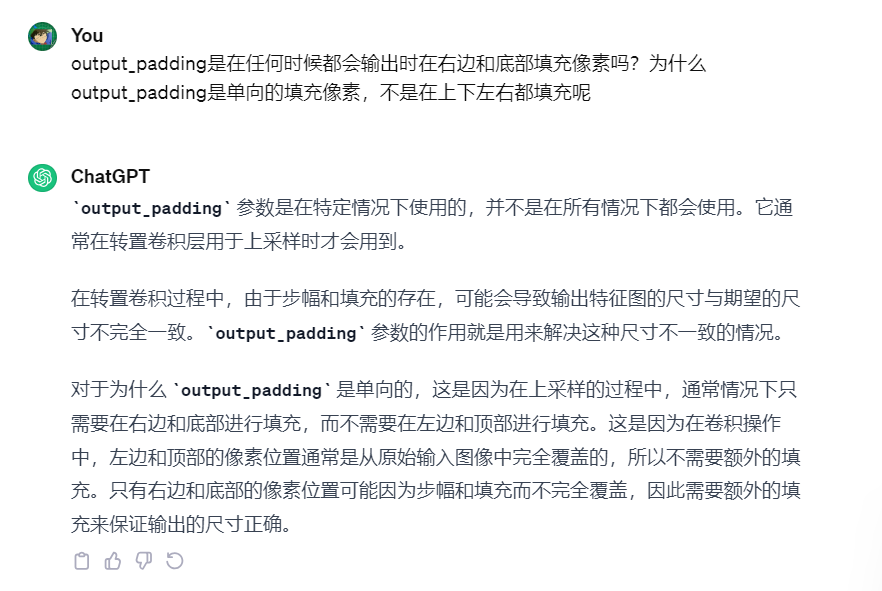 You
output_padding是在任何时候都会输出时在右边和底部填充像素吗？为什么
output_padding是单向的填充像素，不是在上下左右都填充呢
ChatGPT
`output_padding` 参数是在特定情况下使用的，并不是在所有情况下都会使用。它通
常在转置卷积层用于上采样时才会用到。
在转置卷积过程中，由于步幅和填充的存在，可能会导致输出特征图的尺寸与期望的尺
寸不完全一致。`output_padding` 参数的作用就是用来解决这种尺寸不一致的情况。
对于为什么 `output_padding` 是单向的，这是因为在上采样的过程中，通常情况下只
需要在右边和底部进行填充，而不需要在左边和顶部进行填充。这是因为在卷积操作
中，左边和顶部的像素位置通常是从原始输入图像中完全覆盖的，所以不需要额外的填
充。只有右边和底部的像素位置可能因为步幅和填充而不完全覆盖，因此需要额外的填
充来保证输出的尺寸正确。